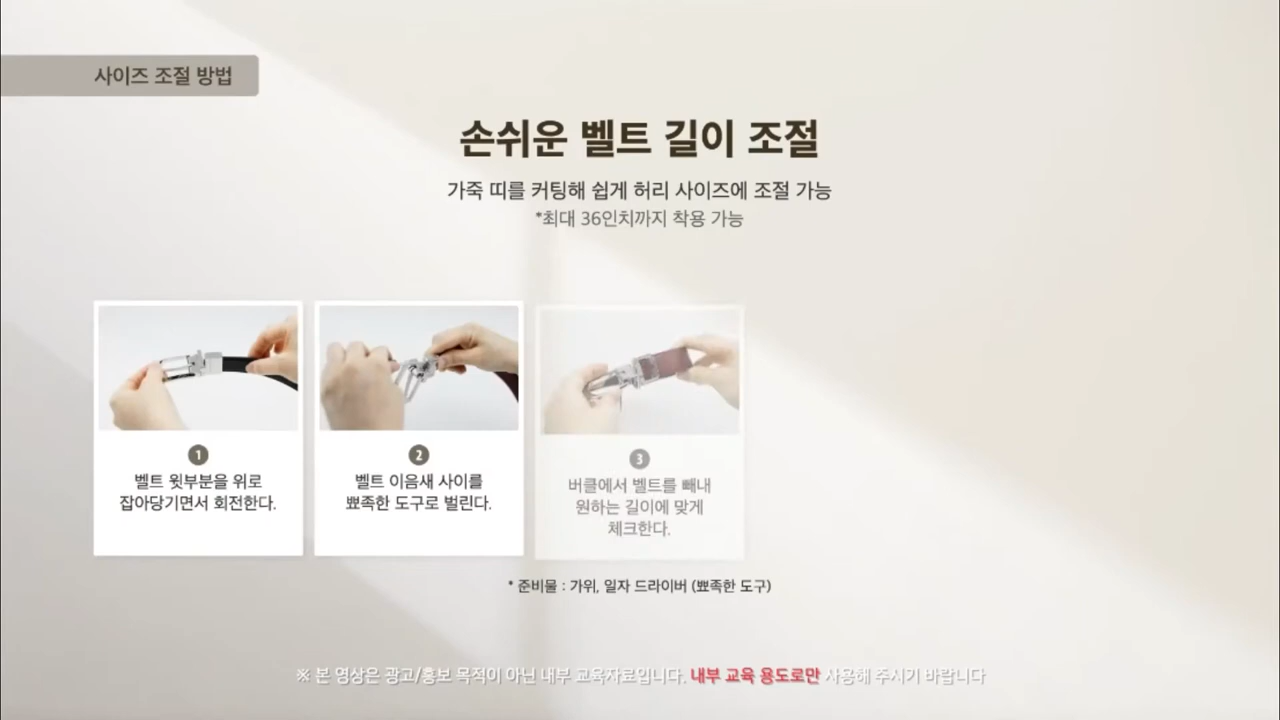 사이즈 조절 방법
손쉬운 벨트 길이 조절
가죽 띠를 커팅해 쉽게 허리 사이즈에 조절 가능
*최대 36인치까지 착용 가능
1
벨트 윗부분을 위로
잡아당기면서 회전한다.
2
벨트 이음새 사이를
뾰족한 도구로 벌린다.
3
버클에서 벨트를 빼내
원하는 길이에 맞게
체크한다.
* 준비물 : 가위, 일자 드라이버 (뾰족한 도구)
※ 본 영상은 광고/홍보 목적이 아닌 내부 교육자료입니다. 내부 교육 용도로만 사용해 주시기 바랍니다